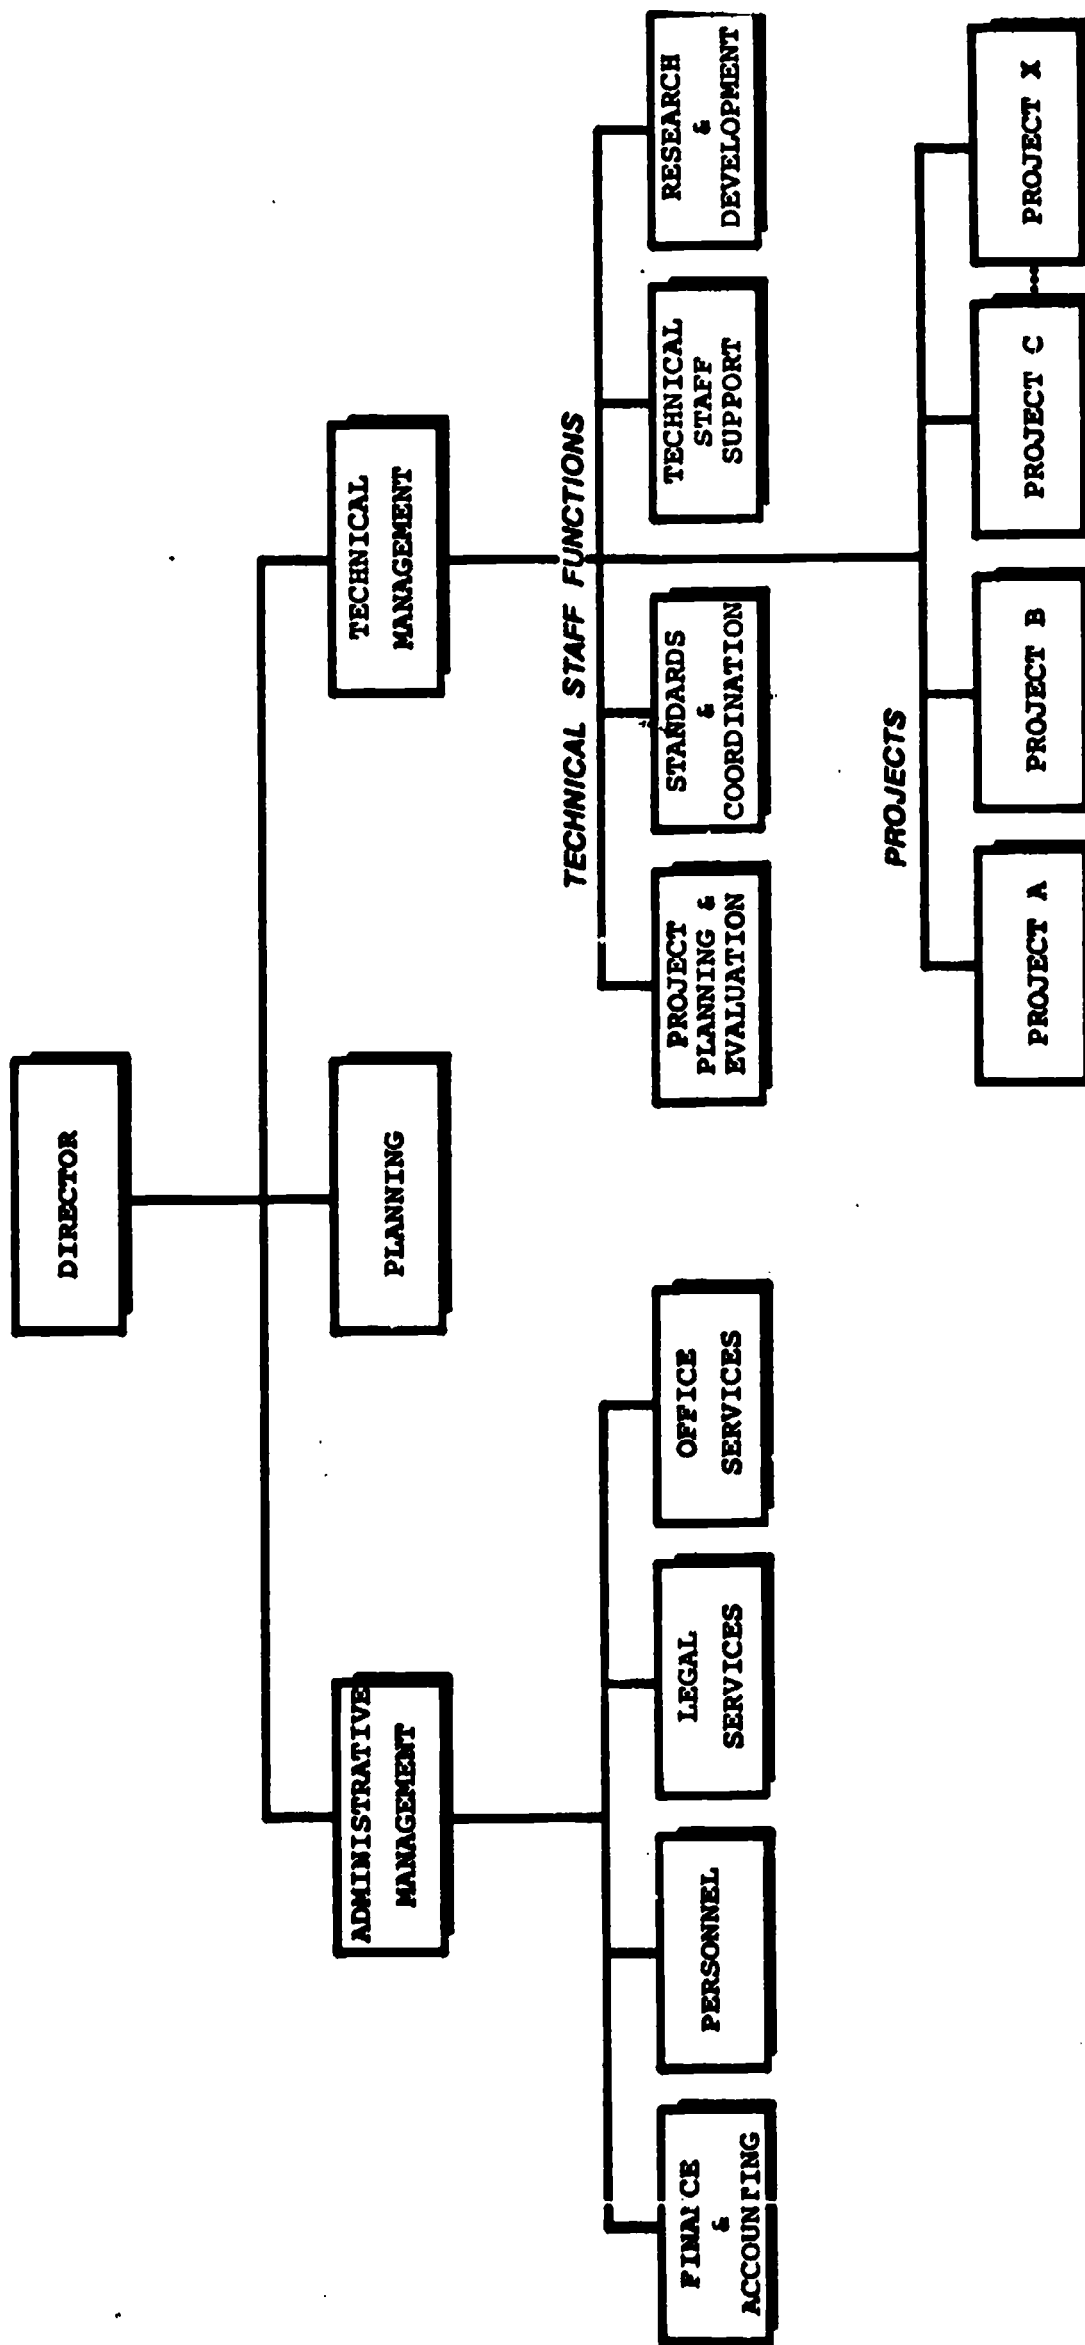 DIRECTOR
ADMINISTRATIVE
MANAGEMENT
PLANNING
TECHNICAL
MANAGEMENT
TECHNICAL STAFF FUNCTIONS
FINANCE
&
ACCOUNTING
PERSONNEL
LEGAL
SERVICES
OFFICE
SERVICES
PROJECT
PLANNING &
EVALUATION
STANDARDS
&
COORDINATION
TECHNICAL
STAFF
SUPPORT
RESEARCH
&
DEVELOPMENT
PROJECTS
PROJECT A
PROJECT B
PROJECT C
PROJECT X